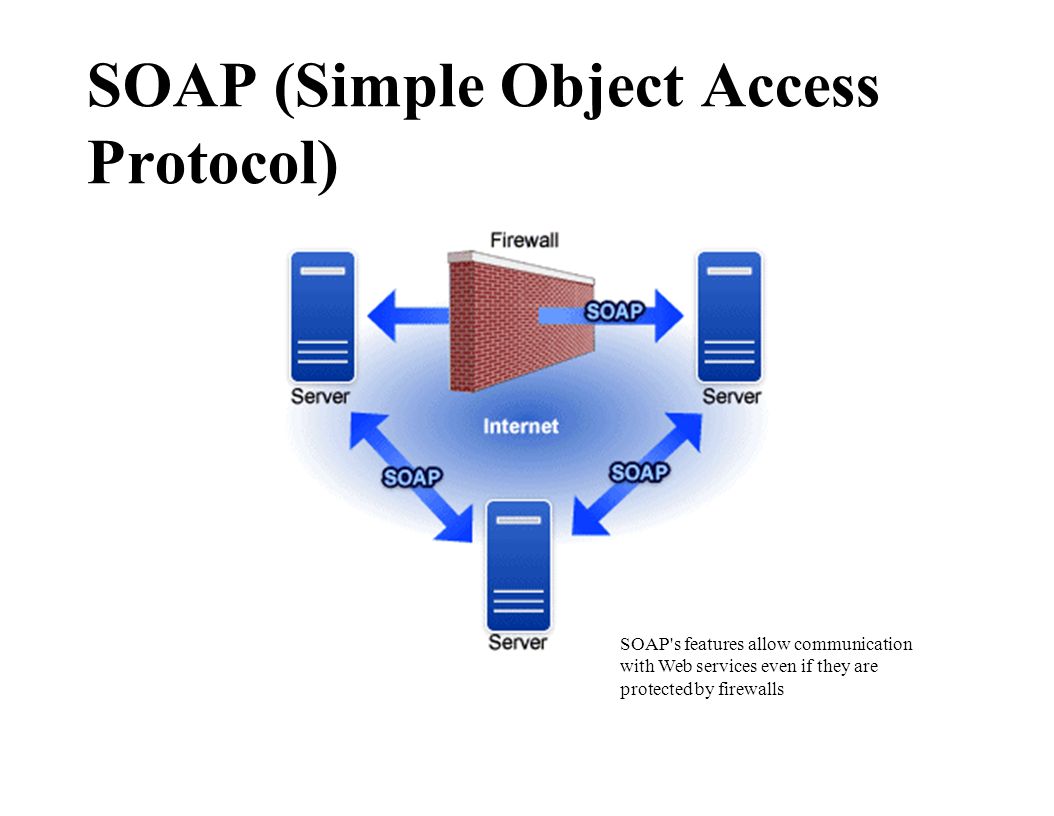 SOAP (Simple Object Access
Protocol)
Firewall
SOAP
Server
Server
Internet
SOAP
SOAP
Server
SOAP's features allow communication
with Web services even if they are
protected by firewalls